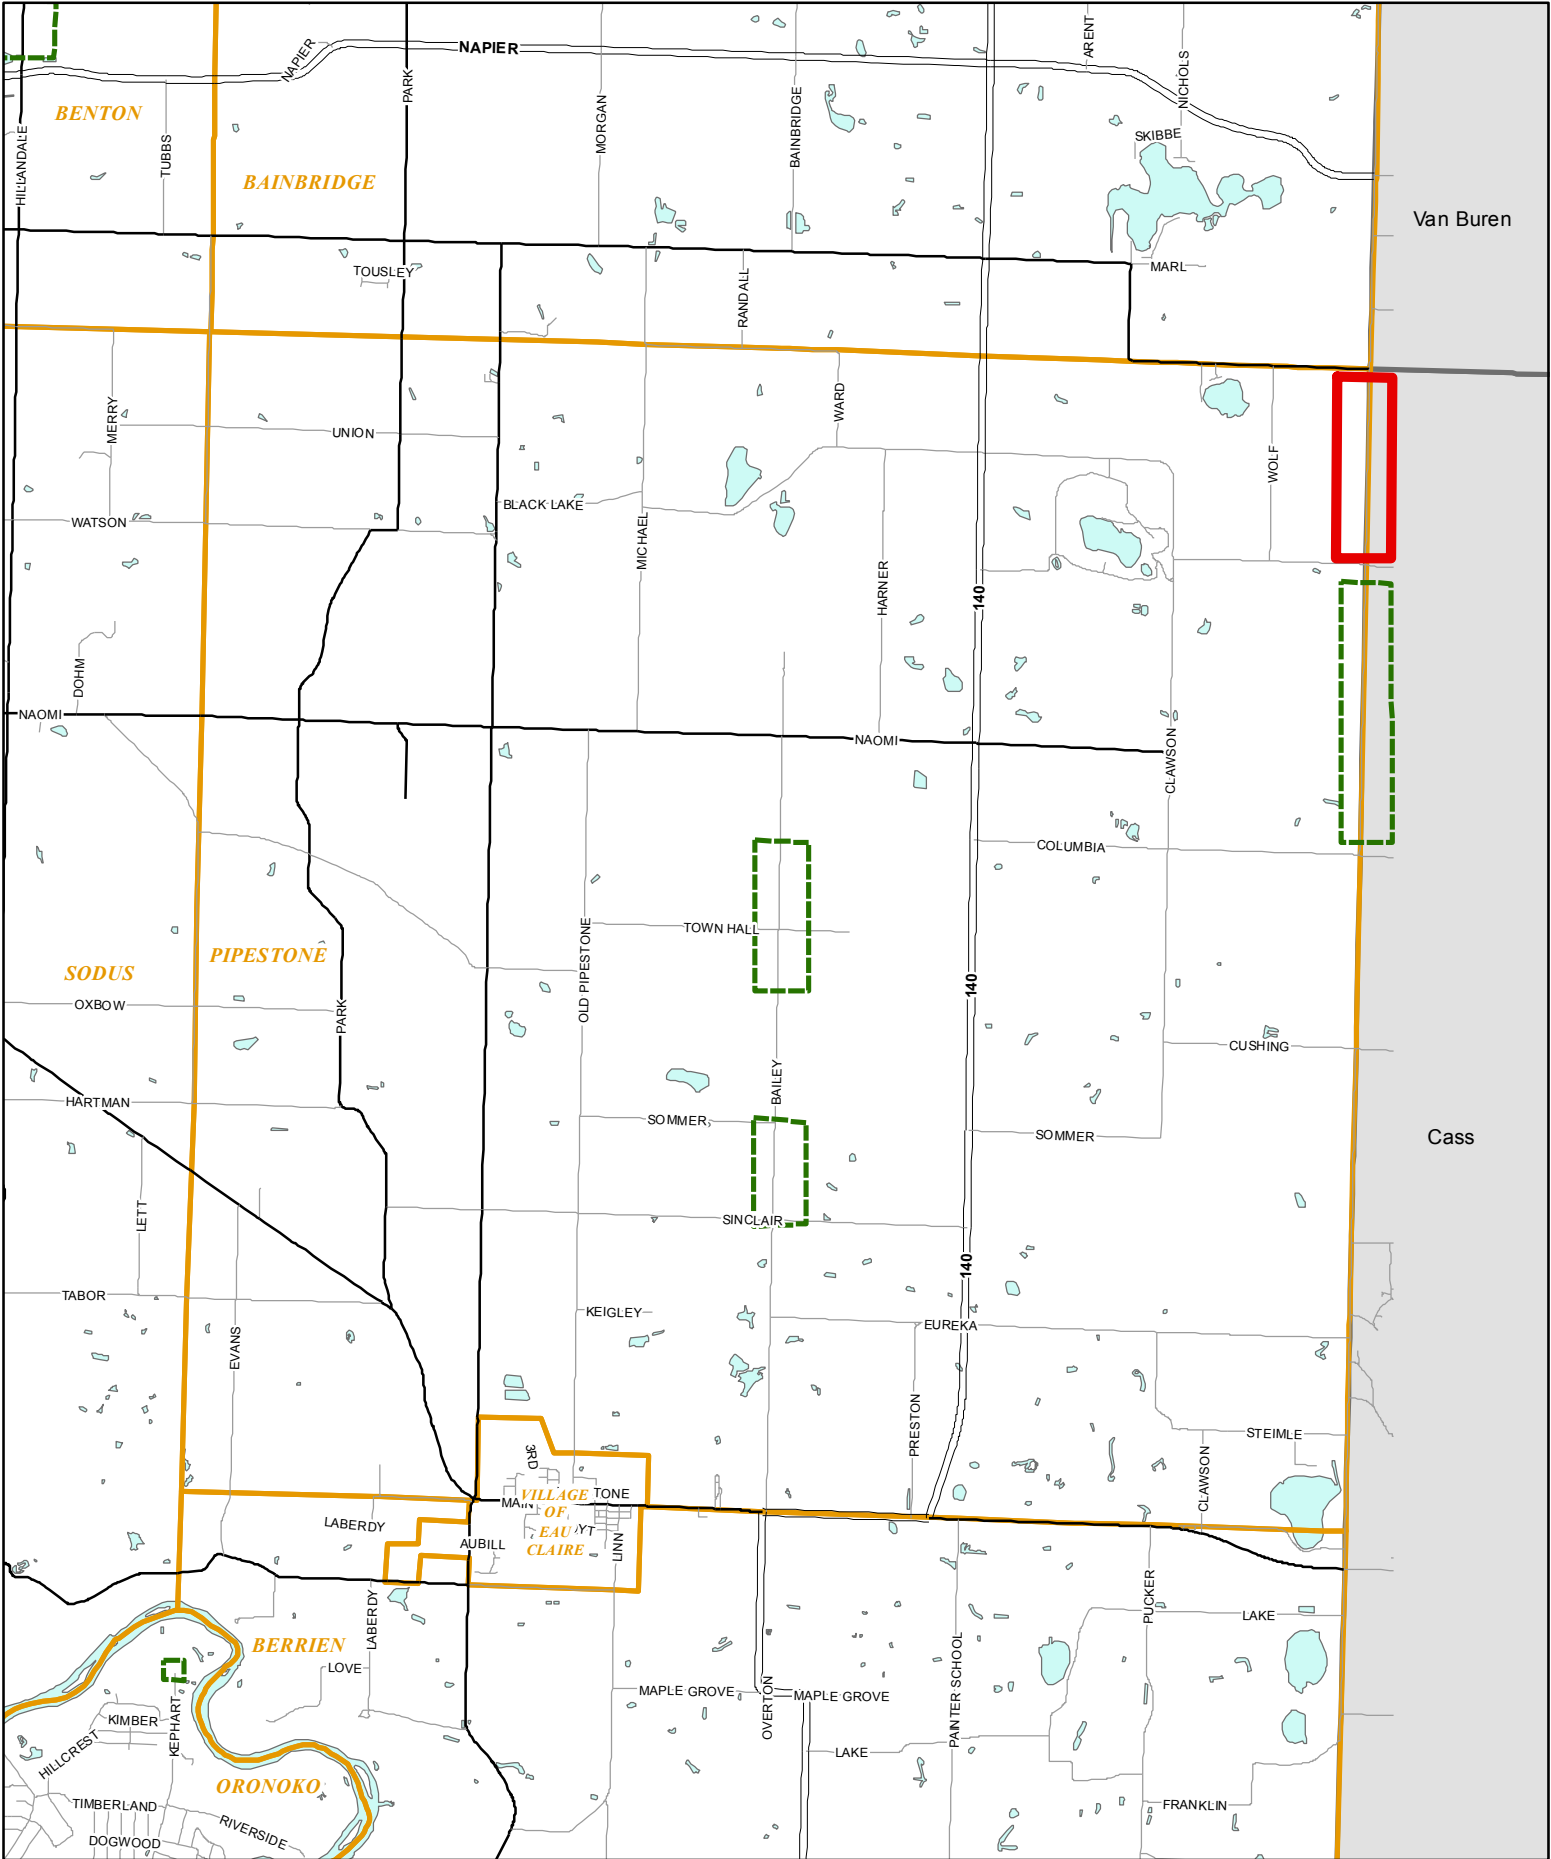 ARENT
NAPIER
NAPIER
NICHOLS
PARK
BENTON
MORGAN
BAINBRIDGE
HILLANDALE
TUBBS
SKIBBE
BAINBRIDGE
Van Buren
TOUSLEY
MARL
RANDALL
MERRY
WARD
UNION
WOLF
BLACK LAKE
WATSON
MICHAEL
HARNER
140
DOHM
NAOMI
NAOMI
CLAWSON
COLUMBIA
TOWN HALL
OLD PIPESTONE
PIPESTONE
SODUS
140
OXBOW
PARK
CUSHING
BAILEY
HARTMAN
SOMMER
SOMMER
Cass
LETT
SINCLAIR
140
TABOR
KEIGLEY
EUREKA
EVANS
PRESTON
STEIMLE
3RD
CLAWSON
VILLAGE
TONE
MAIN
OF
LABERDY
EAU
YT
AUBILL
LINN
CLAIRE
PUCKER
LABERDY
LAKE
BERRIEN
LOVE
PAINTER SCHOOL
MAPLE GROVE
MAPLE GROVE
OVERTON
KEPHART
KIMBER
HILLCREST
LAKE
ORONOKO
TIMBERLAND
FRANKLIN
RIVERSIDE
DOGWOOD